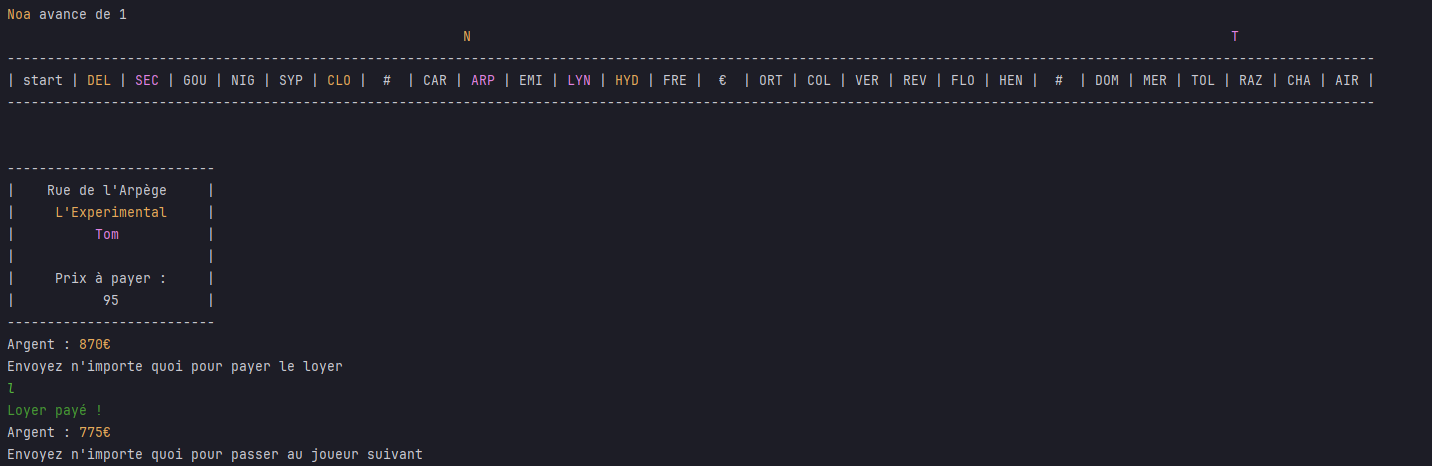 Noa avance de 1
N T
-----------------------------------------------------------------------------------------------------------------------------------------------------------------------------
| start | DEL | SEC | GOU | NIG | SYP | CLO |  #  | CAR | ARP | EMI | LYN | HYD | FRE |  €  | ORT | COL | VER | REV | FLO | HEN |  #  | DOM | MER | TOL | RAZ | CHA | AIR |
-----------------------------------------------------------------------------------------------------------------------------------------------------------------------------
--------------------------
|    Rue de l'Arpège     |
|     L'Experimental     |
|          Tom           |
|                        |
|     Prix à payer :     |
|           95           |
--------------------------
Argent : 870€
Envoyez n'importe quoi pour payer le loyer
l
Loyer payé !
Argent : 775€
Envoyez n'importe quoi pour passer au joueur suivant